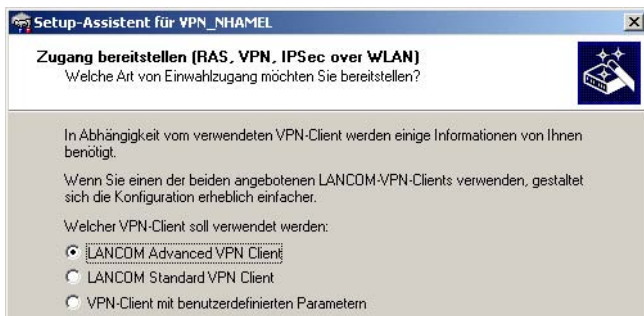 Setup-Assistent für VPN_NHAMEL
Zugang bereitstellen (RAS, VPN, IPSec over WLAN)
Welche Art von Einwahlzugang möchten Sie bereitstellen?
In Abhängigkeit vom verwendeten VPN-Client werden einige Informationen von Ihnen
benötigt.
Wenn Sie einen der beiden angebotenen LANCOM-VPN-Clients verwenden, gestaltet
sich die Konfiguration erheblich einfacher.
Welcher VPN-Client soll verwendet werden:
LANCOM Advanced VPN Client
LANCOM Standard VPN Client
VPN-Client mit benutzerdefinierten Parametern